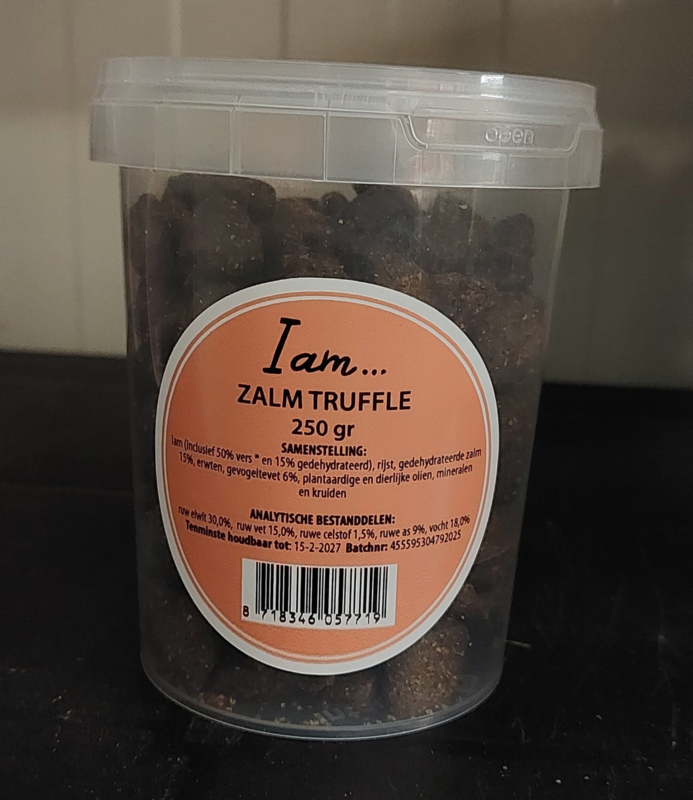 open
I am...
ZALM TRUFFLE
250 gr
SAMENSTELLING:
Iam (inclusief 50% vers * en 15% gedehydrateerd), rijst, gedehydrateerde zalm
15%, erwten, gevogeltevet 6%, plantaardige en dierlijke oliën, mineralen
en kruiden
ANALYTISCHE BESTANDDELEN:
ruw eiwit 30,0%, ruw vet 15,0%, ruwe celstof 1,5%, ruwe as 9%, vocht 18,0%
Tenminste houdbaar tot: 15-2-2027 Batchnr: 455595304792025
8 718346 057719